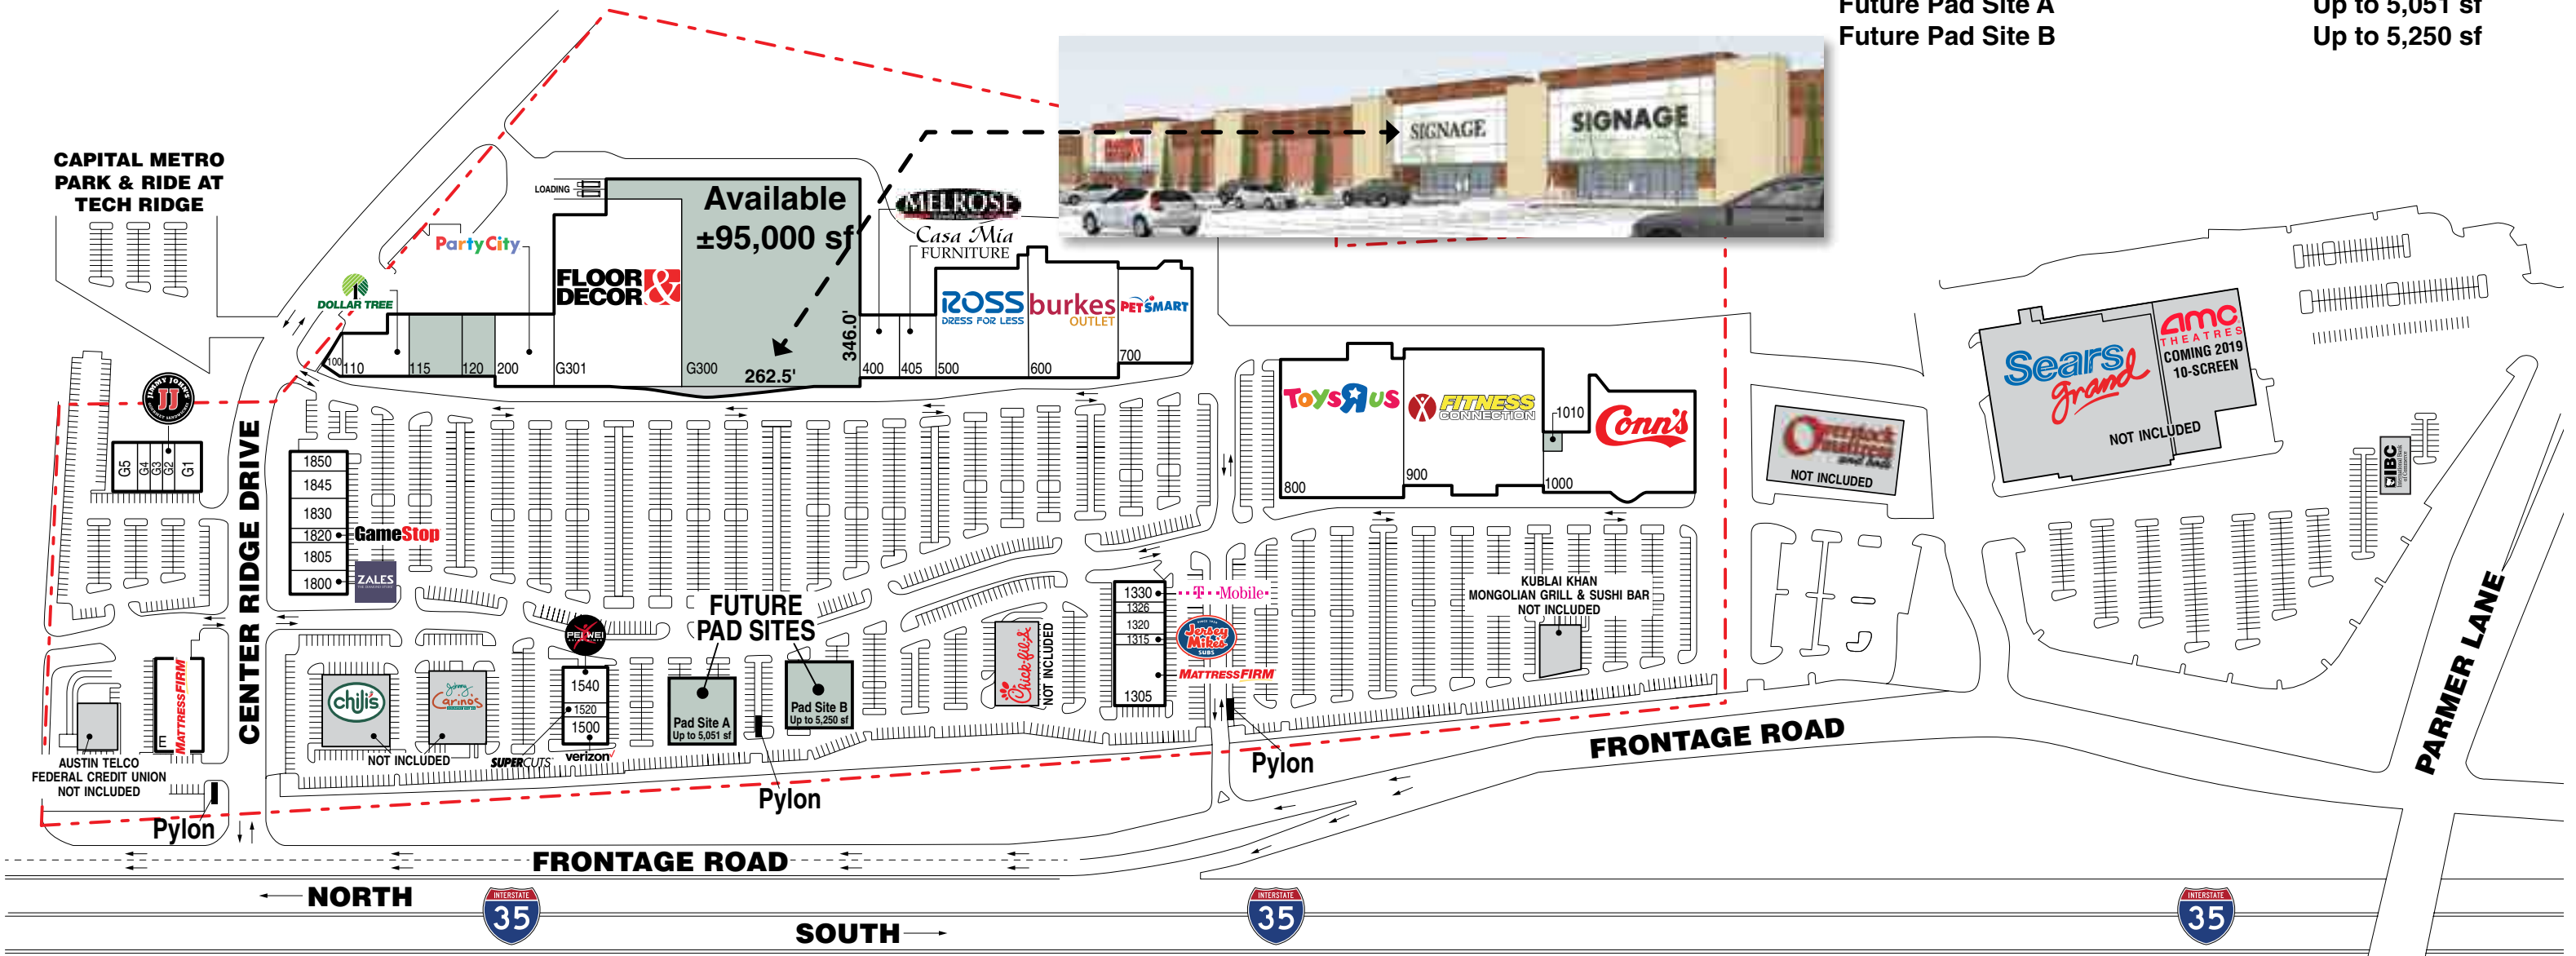 Future Pad Site A Up to 5,051 sf
Future Pad Site B Up to 5,250 sf
SIGNAGE
SIGNAGE
CAPITAL METRO
PARK & RIDE AT
TECH RIDGE
LOADING
Available
±95,000 sf
346.0'
262.5'
MELROSE
Casa Mia
FURNITURE
Party City
DOLLAR TREE
FLOOR &
DECOR
ROSS
DRESS FOR LESS
burkes
OUTLET
PETSMART
100
110
115
120
200
G301
G300
400
405
500
600
700
TOYS R US
FITNESS
CONNECTION
1010
Conn's
800
900
1000
NOT INCLUDED
Sears
grand
AMC
THEATRES
COMING 2019
10-SCREEN
NOT INCLUDED
IBC
JIMMY JOHN'S
JJ
G5
G4
G3
G2
G1
CENTER RIDGE DRIVE
1850
1845
1830
1820
GameStop
1805
1800
ZALES
PEI WEI
FUTURE
PAD SITES
1330
T-Mobile
1326
1320
1315
Jersey
Mike's
SUBS
MATTRESSFIRM
1305
KUBLAI KHAN
MONGOLIAN GRILL & SUSHI BAR
NOT INCLUDED
Chick-fil-A
NOT INCLUDED
MATTRESSFIRM
E
AUSTIN TELCO
FEDERAL CREDIT UNION
NOT INCLUDED
chili's
Johnny
Carino's
NOT INCLUDED
1540
1520
1500
SUPERCUTS
verizon
Pad Site A
Up to 5,051 sf
Pad Site B
Up to 5,250 sf
Pylon
Pylon
Pylon
FRONTAGE ROAD
PARMER LANE
FRONTAGE ROAD
NORTH
SOUTH
INTERSTATE
35
INTERSTATE
35
INTERSTATE
35